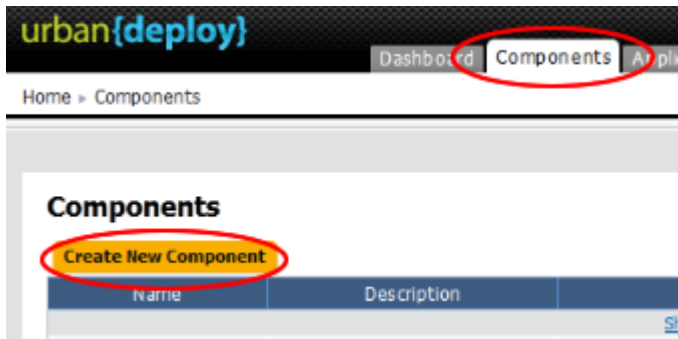 urban{deploy}
Dashboard Components
Home » Components
Components
Create New Component
Name Description